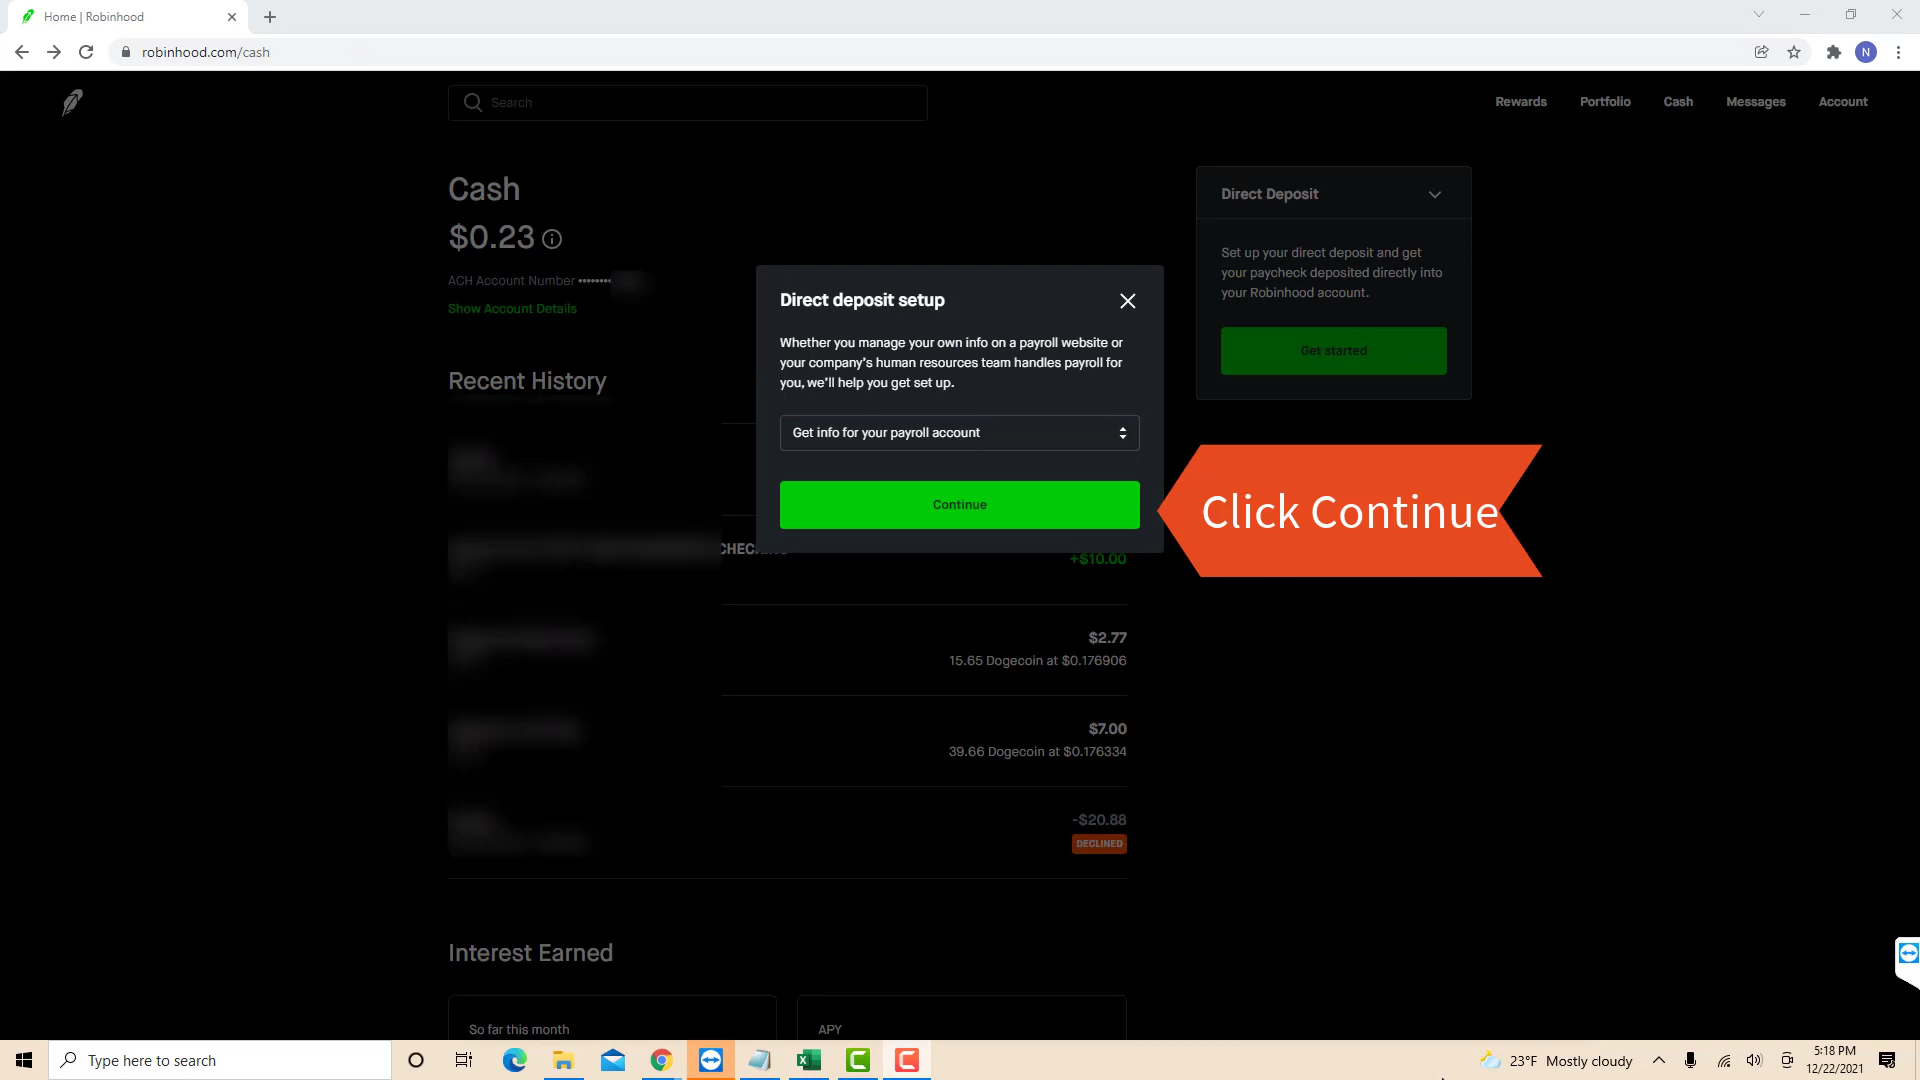 Home | Robinhood
robinhood.com/cash
N
Search
Rewards
Portfolio
Cash
Messages
Account
Cash
$0.23
ACH Account Number ••••••••
Show Account Details
Recent History
Direct Deposit
Set up your direct deposit and get
your paycheck deposited directly into
your Robinhood account.
Get started
Direct deposit setup
Whether you manage your own info on a payroll website or
your company's human resources team handles payroll for
you, we'll help you get set up.
Get info for your payroll account
Continue
Click Continue
+$10.00
$2.77
15.65 Dogecoin at $0.176906
$7.00
39.66 Dogecoin at $0.176334
-$20.88
DECLINED
Interest Earned
So far this month
APY
Type here to search
23°F Mostly cloudy
5:18 PM
12/22/2021